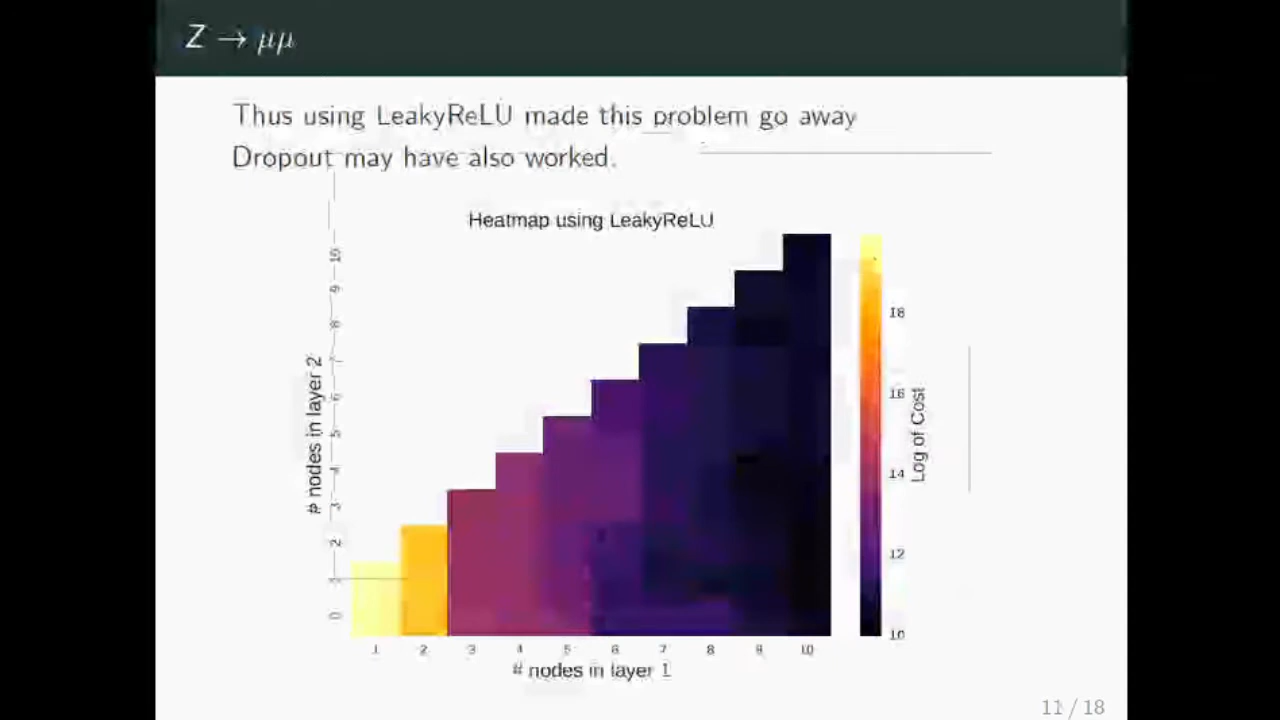 Z → μμ
Thus using LeakyReLU made this problem go away
Dropout may have also worked.
Heatmap using LeakyReLU
# nodes in layer 2
10
9
8
7
6
5
4
3
2
1
0
1 2 3 4 5 6 7 8 9 10
# nodes in layer 1
18
16
14
12
10
Log of Cost
11 / 18